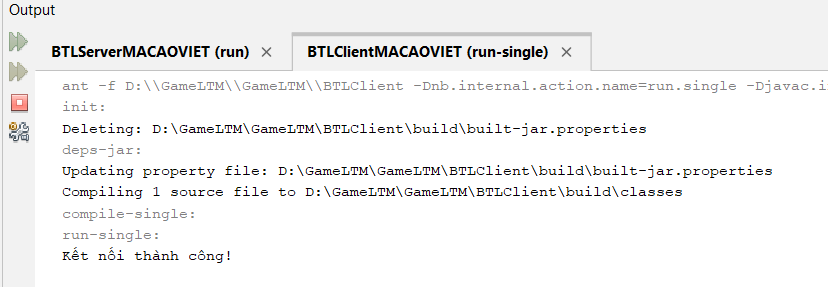 Output
BTLServerMACAOVIET (run)
BTLClientMACAOVIET (run-single)
ant -f D:\\GameLTM\\GameLTM\\BTLClient -Dnb.internal.action.name=run.single -Djavac.i
init:
Deleting: D:\GameLTM\GameLTM\BTLClient\build\built-jar.properties
deps-jar:
Updating property file: D:\GameLTM\GameLTM\BTLClient\build\built-jar.properties
Compiling 1 source file to D:\GameLTM\GameLTM\BTLClient\build\classes
compile-single:
run-single:
Kết nối thành công!